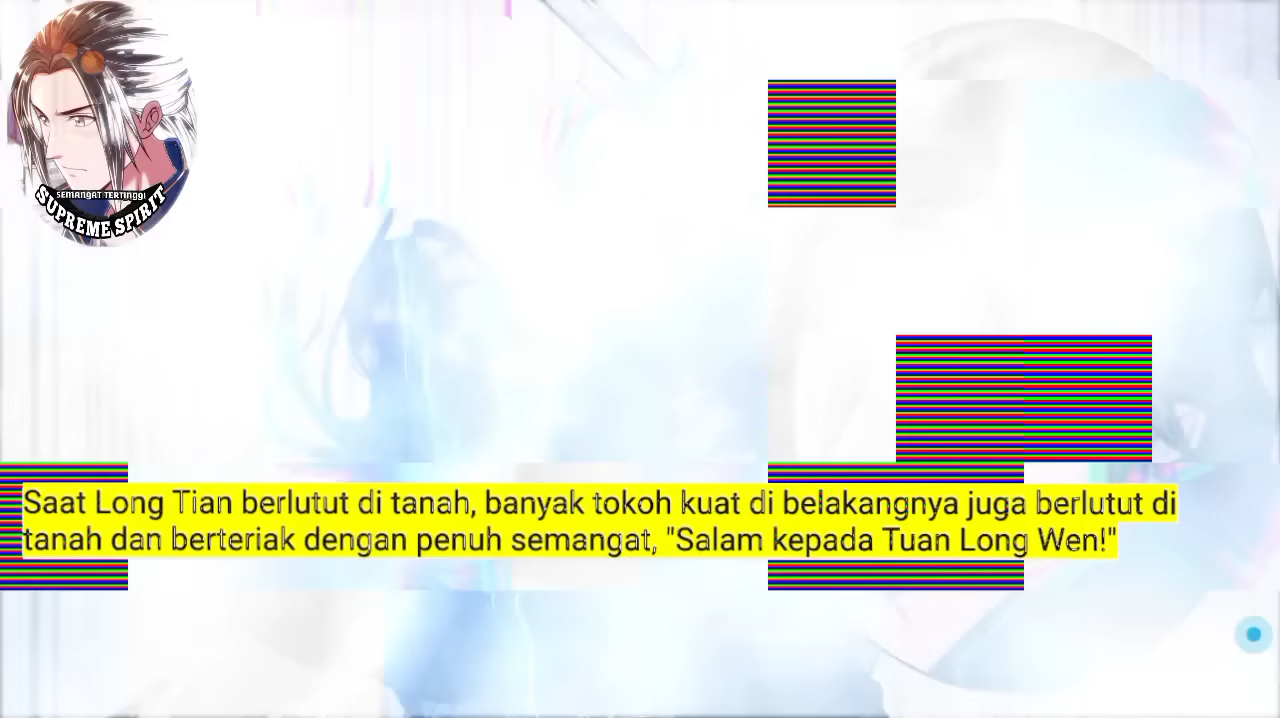 SEMANGAT TERTINGGI
SUPREME SPIRIT
Saat Long Tian berlutut di tanah, banyak tokoh kuat di belakangnya juga berlutut di
tanah dan berteriak dengan penuh semangat, "Salam kepada Tuan Long Wen!"